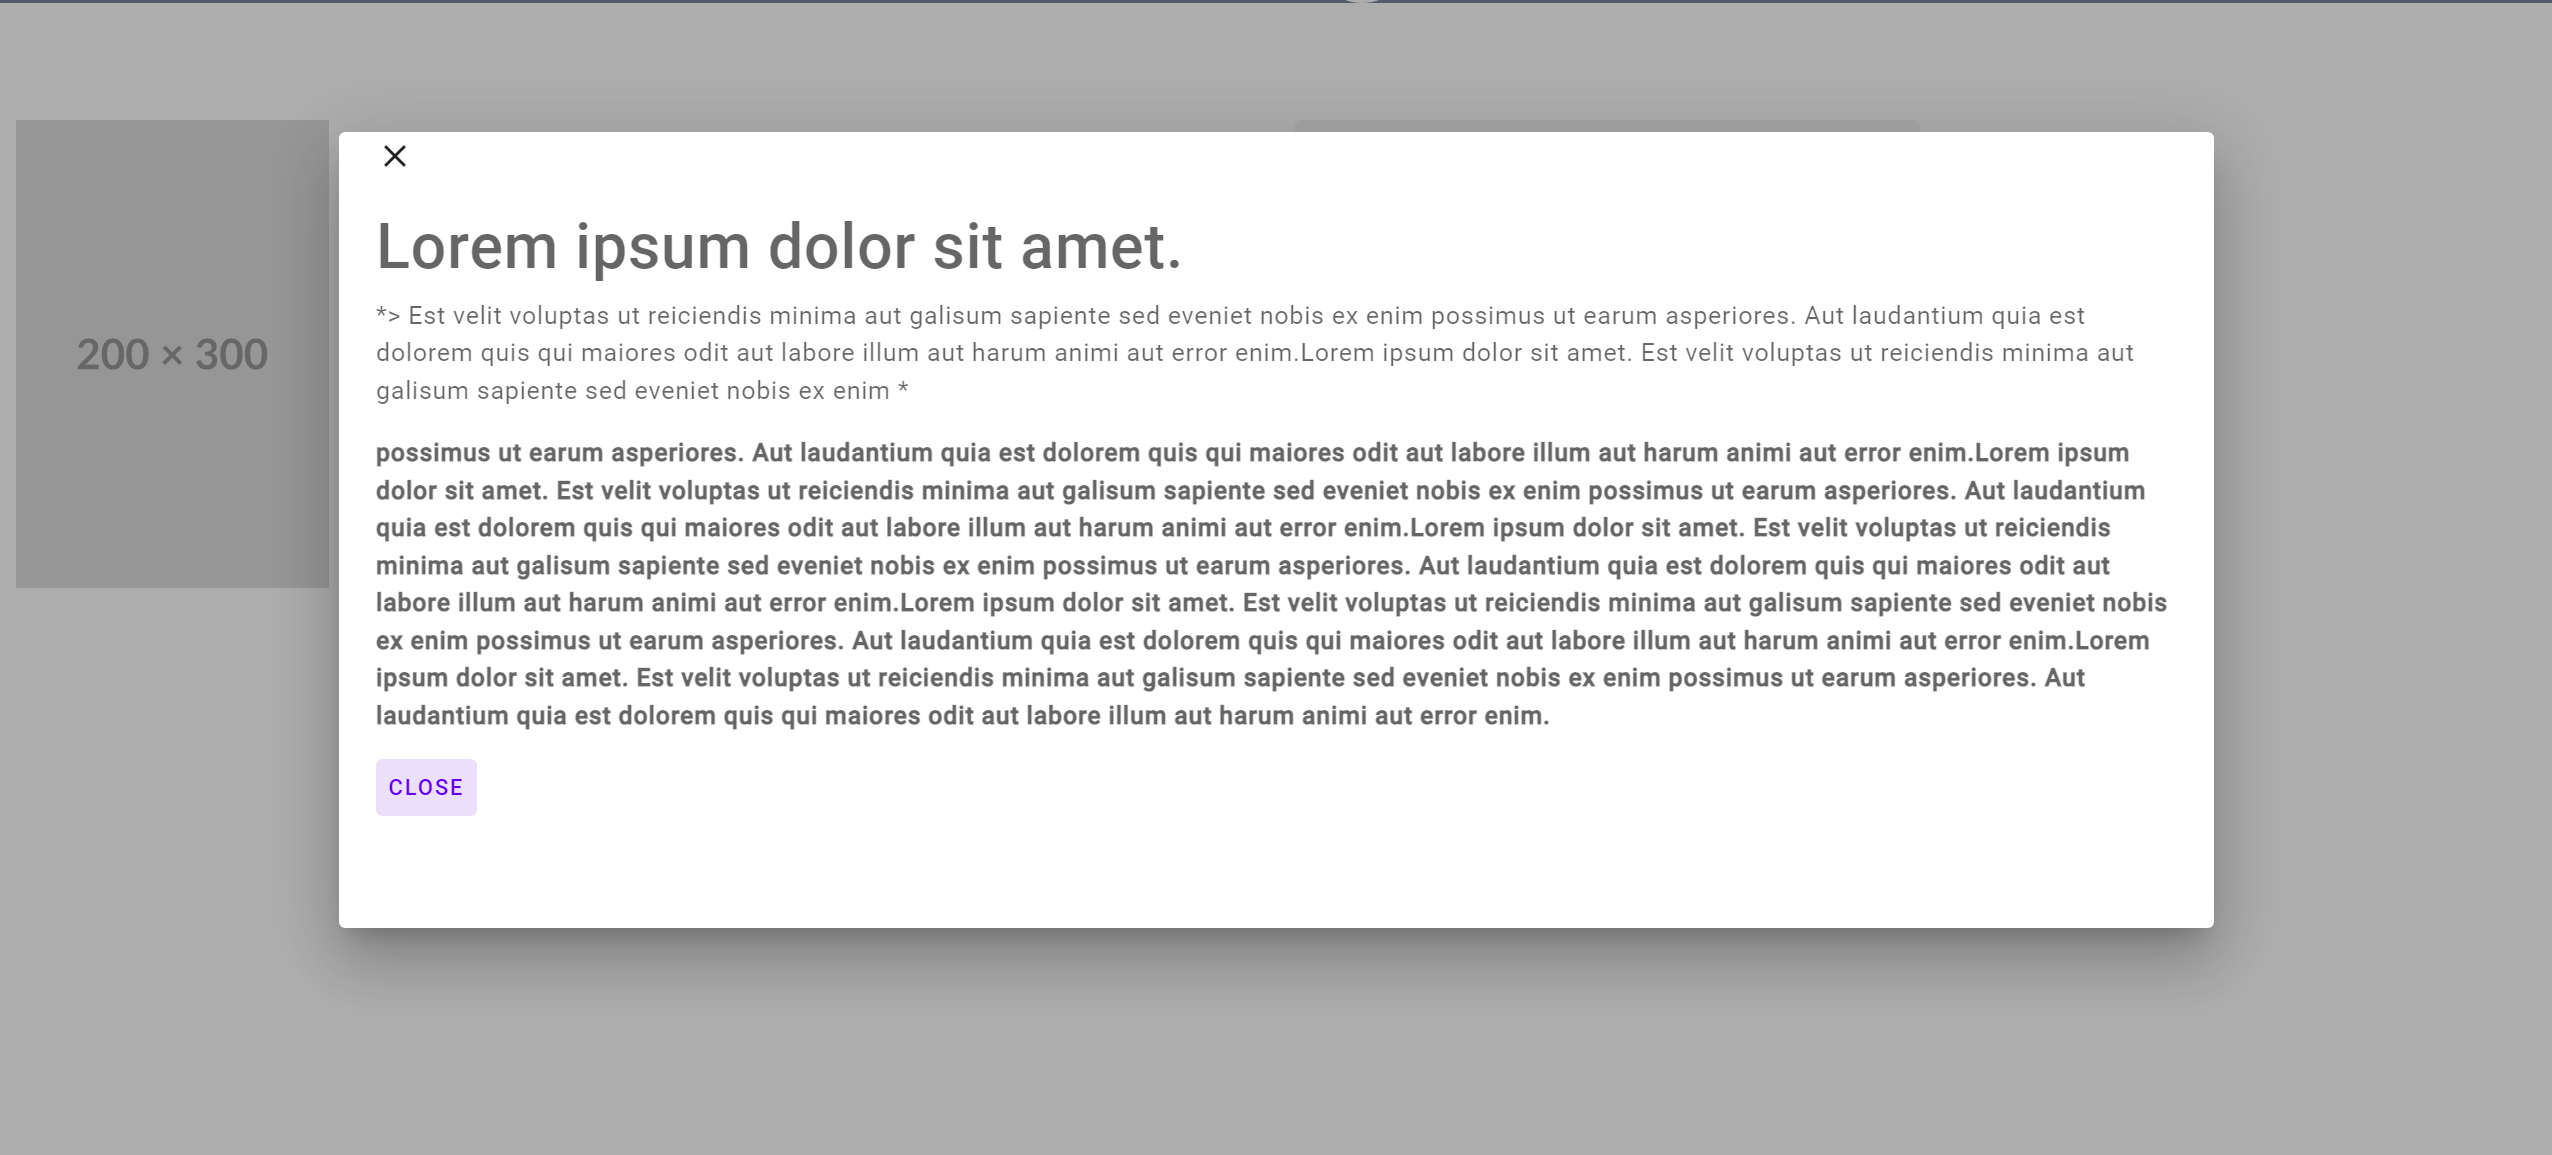 200 × 300
Lorem ipsum dolor sit amet.
*> Est velit voluptas ut reiciendis minima aut galisum sapiente sed eveniet nobis ex enim possimus ut earum asperiores. Aut laudantium quia est
dolorem quis qui maiores odit aut labore illum aut harum animi aut error enim.Lorem ipsum dolor sit amet. Est velit voluptas ut reiciendis minima aut
galisum sapiente sed eveniet nobis ex enim *
possimus ut earum asperiores. Aut laudantium quia est dolorem quis qui maiores odit aut labore illum aut harum animi aut error enim.Lorem ipsum
dolor sit amet. Est velit voluptas ut reiciendis minima aut galisum sapiente sed eveniet nobis ex enim possimus ut earum asperiores. Aut laudantium
quia est dolorem quis qui maiores odit aut labore illum aut harum animi aut error enim.Lorem ipsum dolor sit amet. Est velit voluptas ut reiciendis
minima aut galisum sapiente sed eveniet nobis ex enim possimus ut earum asperiores. Aut laudantium quia est dolorem quis qui maiores odit aut
labore illum aut harum animi aut error enim.Lorem ipsum dolor sit amet. Est velit voluptas ut reiciendis minima aut galisum sapiente sed eveniet nobis
ex enim possimus ut earum asperiores. Aut laudantium quia est dolorem quis qui maiores odit aut labore illum aut harum animi aut error enim.Lorem
ipsum dolor sit amet. Est velit voluptas ut reiciendis minima aut galisum sapiente sed eveniet nobis ex enim possimus ut earum asperiores. Aut
laudantium quia est dolorem quis qui maiores odit aut labore illum aut harum animi aut error enim.
CLOSE